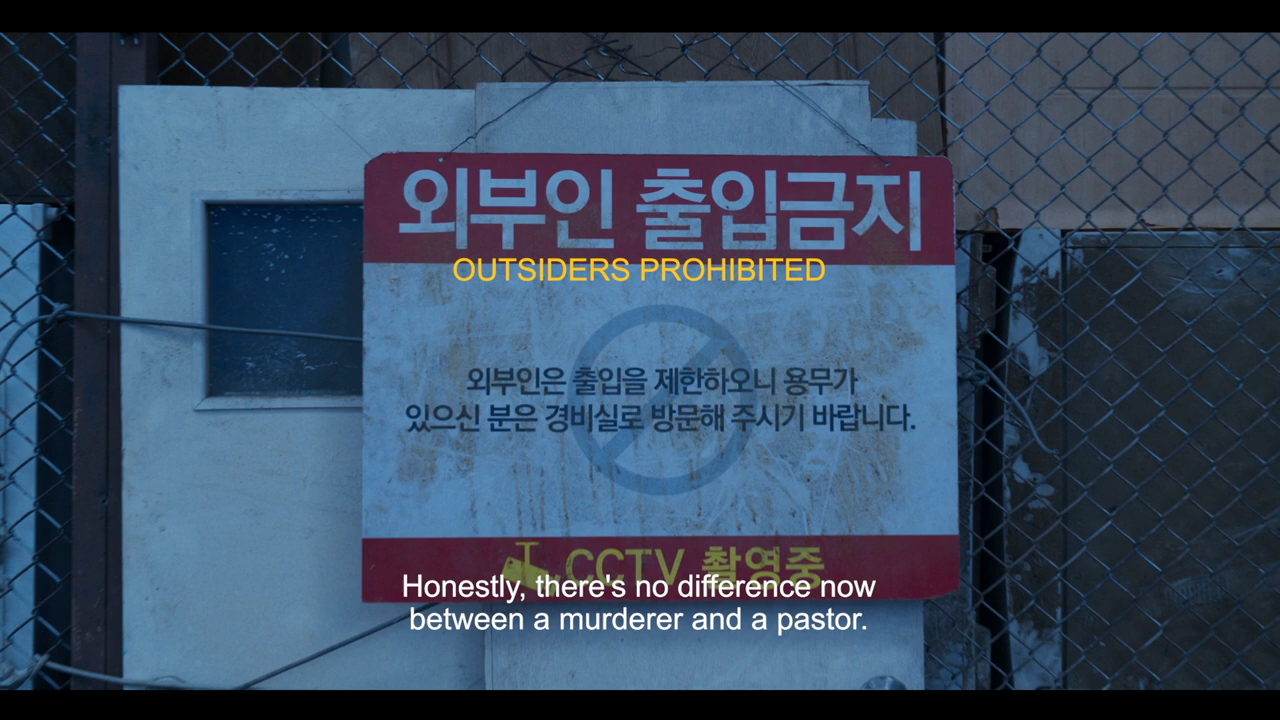 외부인 출입금지
OUTSIDERS PROHIBITED
외부인은 출입을 제한하오니 용무가
있으신 분은 경비실로 방문해 주시기 바랍니다.
CCTV 촬영중
Honestly, there's no difference now
between a murderer and a pastor.